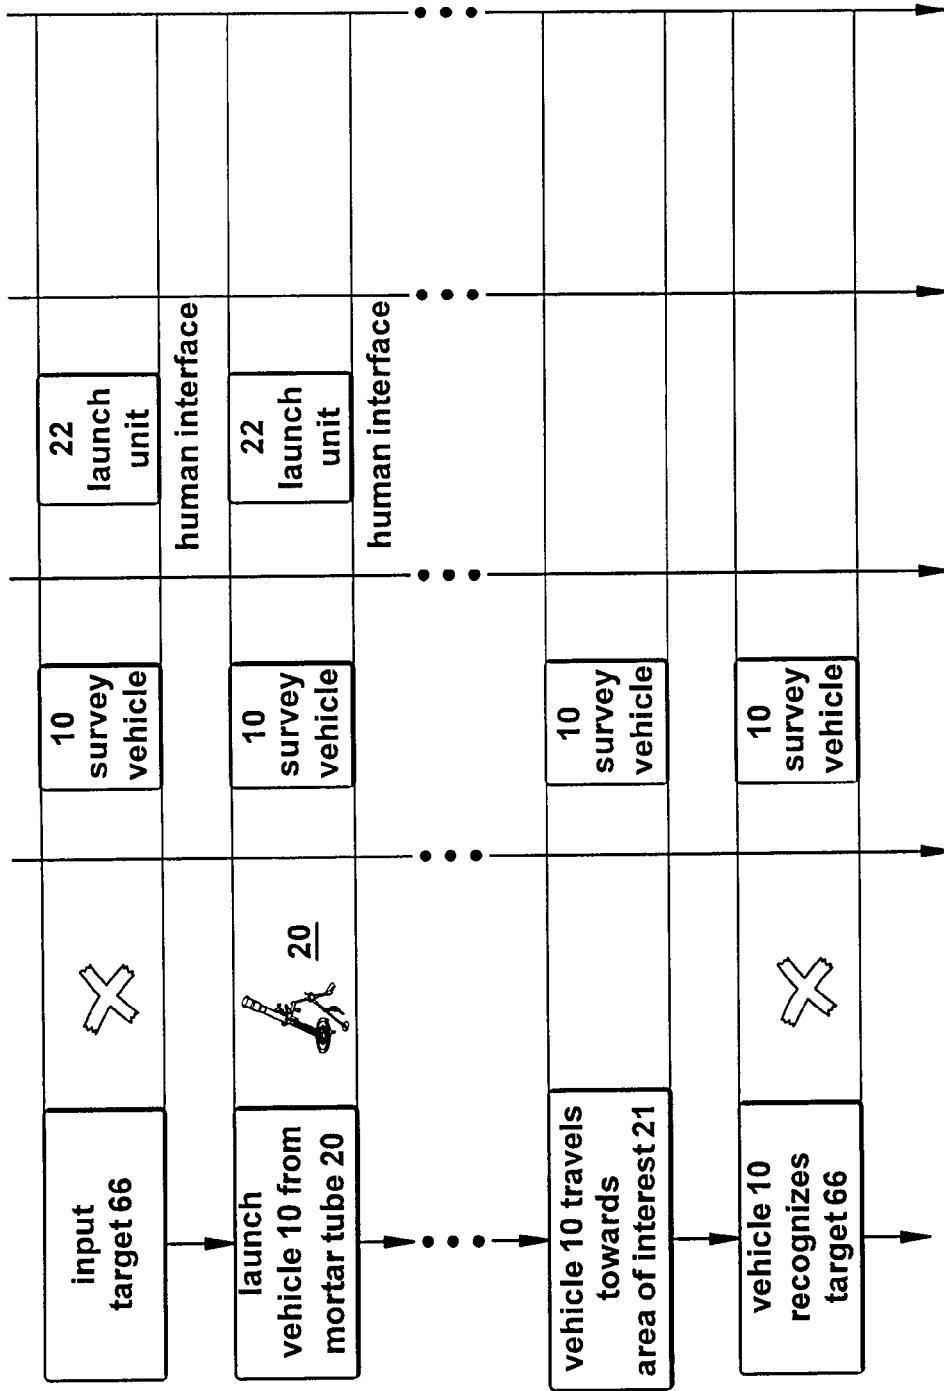 input
target 66
10
survey
vehicle
22
launch
unit
human interface
launch
vehicle 10 from
mortar tube 20
20
10
survey
vehicle
22
launch
unit
human interface
vehicle 10 travels
towards
area of interest 21
10
survey
vehicle
vehicle 10
recognizes
target 66
10
survey
vehicle